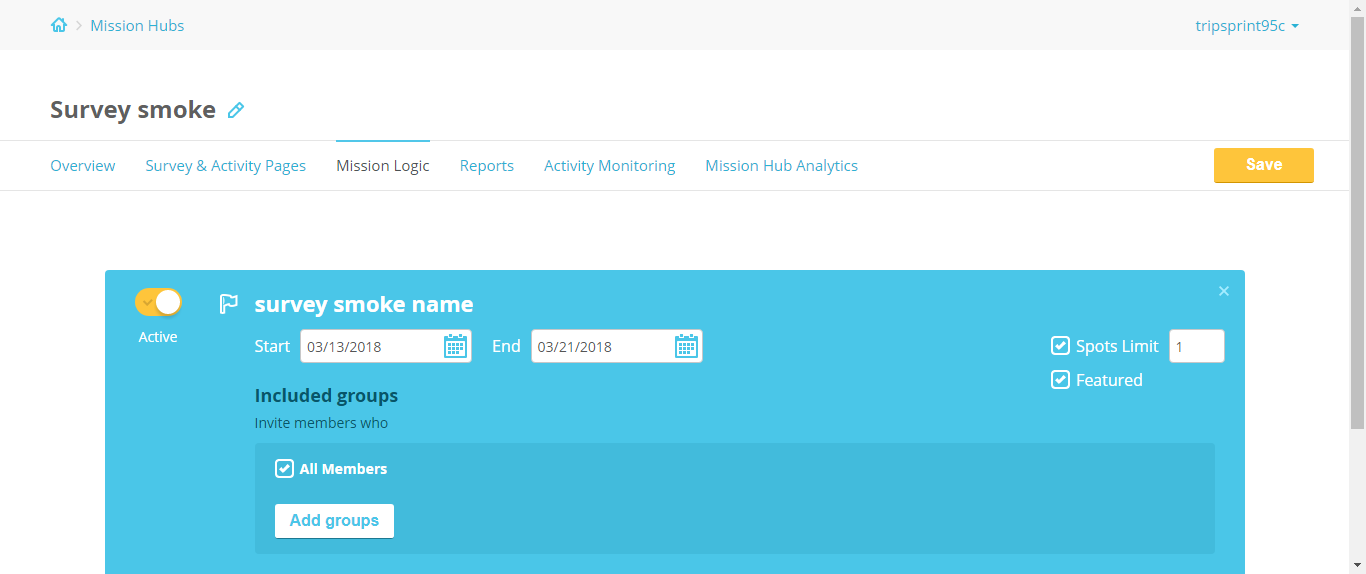 Mission Hubs
tripsprint95c
Survey smoke
Overview Survey & Activity Pages Mission Logic Reports Activity Monitoring Mission Hub Analytics Save
survey smoke name
Active
Start 03/13/2018 End 03/21/2018 Spots Limit 1
Featured
Included groups
Invite members who
All Members
Add groups